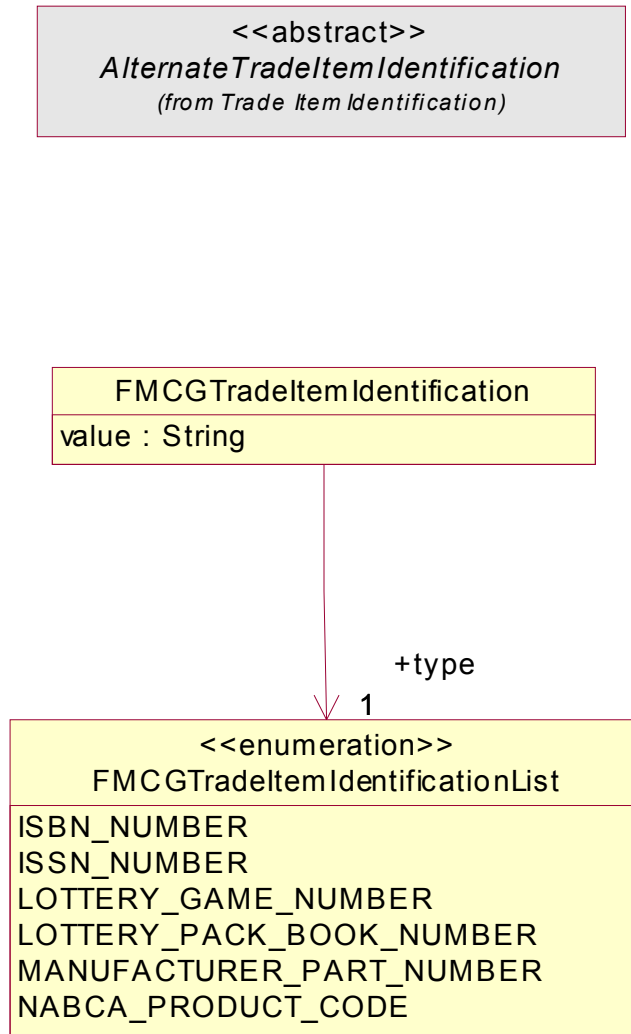 <<abstract>>
AlternateTradeItemIdentification
(from Trade Item Identification)
FMCGTradeItemIdentification
value : String
+type
1
<<enumeration>>
FMCGTradeItemIdentificationList
ISBN_NUMBER
ISSN_NUMBER
LOTTERY_GAME_NUMBER
LOTTERY_PACK_BOOK_NUMBER
MANUFACTURER_PART_NUMBER
NABCA_PRODUCT_CODE